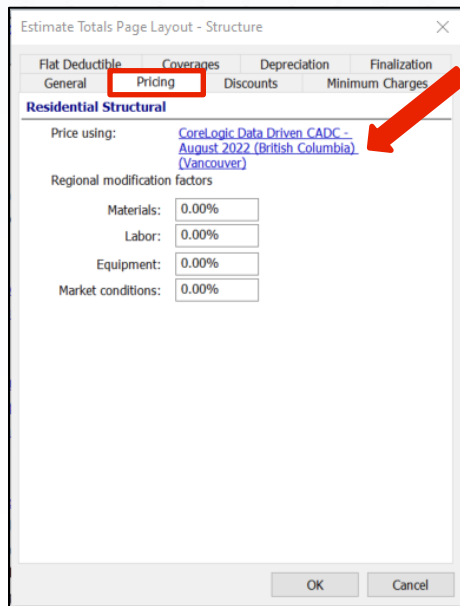 Estimate Totals Page Layout - Structure
Flat Deductible Coverages Depreciation Finalization
General Pricing Discounts Minimum Charges
Residential Structural
Price using: CoreLogic Data Driven CADC -
August 2022 (British Columbia)
(Vancouver)
Regional modification factors
Materials: 0.00%
Labor: 0.00%
Equipment: 0.00%
Market conditions: 0.00%
OK Cancel